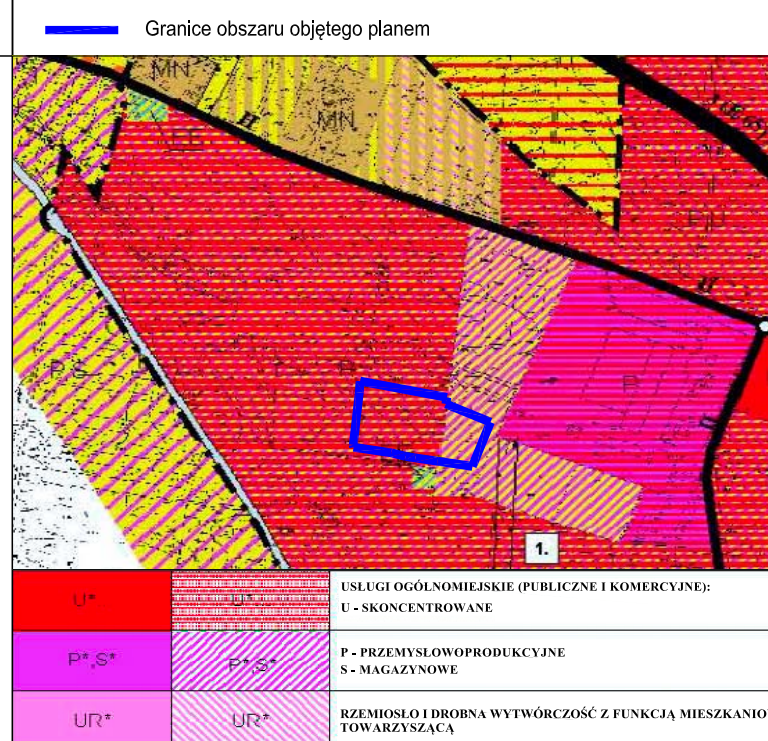 Granice obszaru objętego planem
MN
MN
EE
P
1.
U*
U*
USŁUGI OGÓLNOMIEJSKIE (PUBLICZNE I KOMERCYJNE):
U - SKONCENTROWANE
P*,S*
P*,S*
P - PRZEMYSŁOWOPRODUKCYJNE
S - MAGAZYNOWE
UR*
UR*
RZEMIOSŁO I DROBNA WYTWÓRCZOŚĆ Z FUNKCJĄ
TOWARZYSZĄCĄ